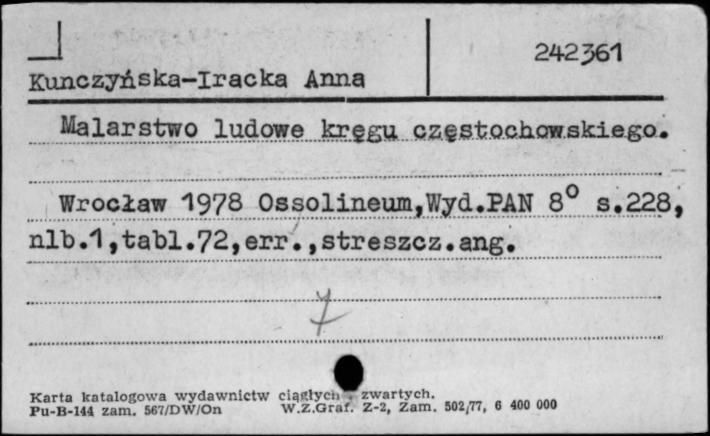 242361
Kunczyńska-Iracka Anna
Malarstwo ludowe kręgu częstochowskiego.
Wrocław 1978 Ossolineum,Wyd.PAN 8° s.228,
nlb.1,tabl.72,err.,streszcz.ang.
7
Karta katalogowa wydawnictw ciągłych zwartych.
Pu-B-144 zam. 567/DW/On W.Z.Graf. Z-2, Zam. 502/77, 6 400 000